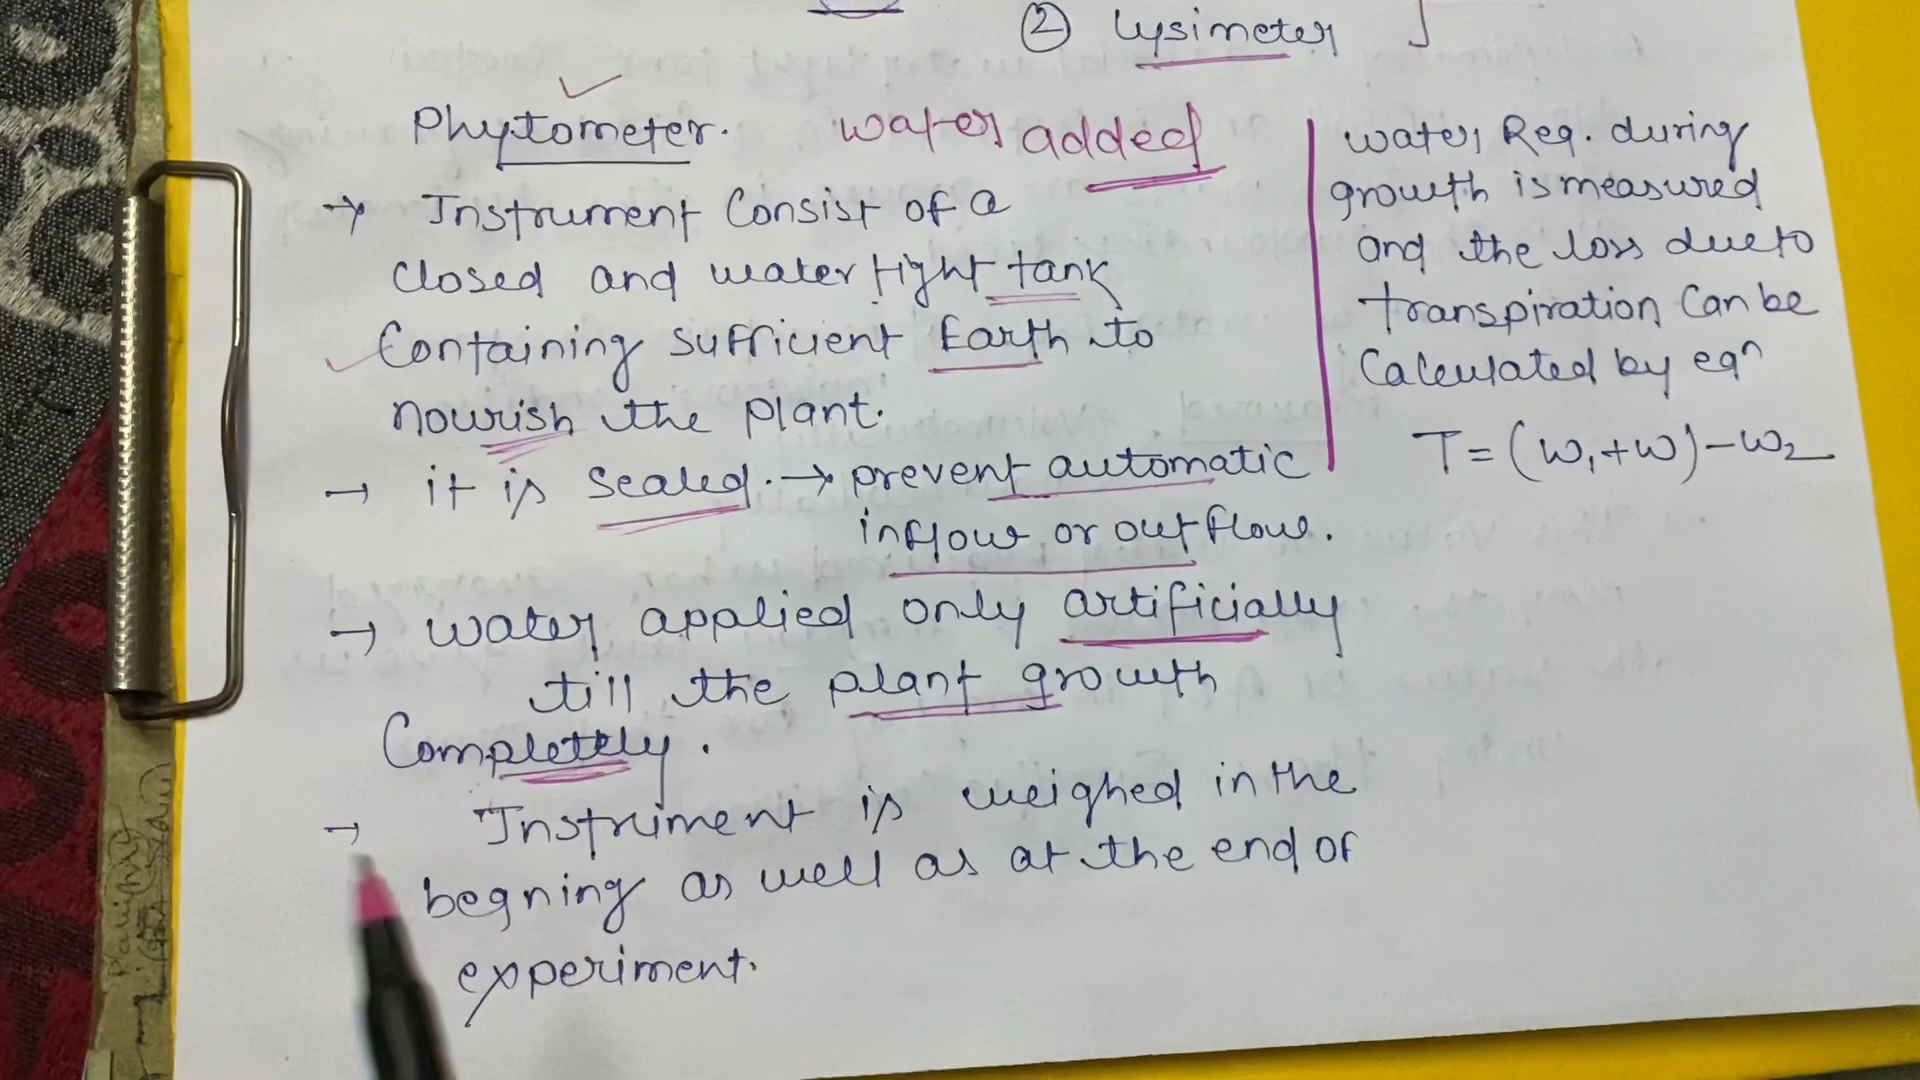 ② Lysimeter
Phytometer.
water added
→ Instrument Consist of a
closed and water tight tank
Containing sufficient Earth to
nourish the plant.
→ it is sealed. → prevent automatic
inflow or outflow.
→ water applied only artificially
till the plant growth
Completely.
→ Instriment is weighed in the
begning as well as at the end of
experiment.
water Req. during
growth is measured
and the loss due to
transpiration Can be
Calculated by eqⁿ
T = (W₁+W)-W₂